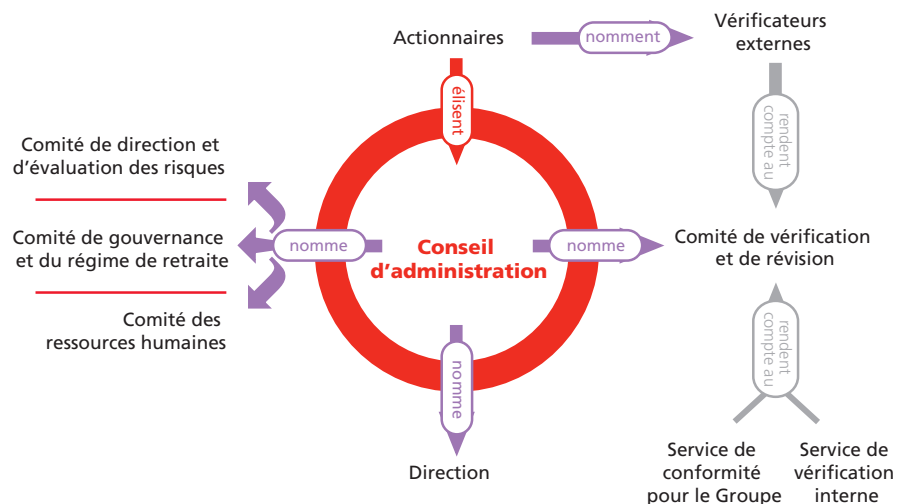 Actionnaires
nomment
Vérificateurs
externes
élisent
rendent
compte au
Comité de direction et
d'évaluation des risques
Comité de gouvernance
et du régime de retraite
Comité des
ressources humaines
nomme
Conseil
d'administration
nomme
Comité de vérification
et de révision
nomme
Direction
rendent
compte au
Service de
conformité
pour le Groupe
Service de
vérification
interne